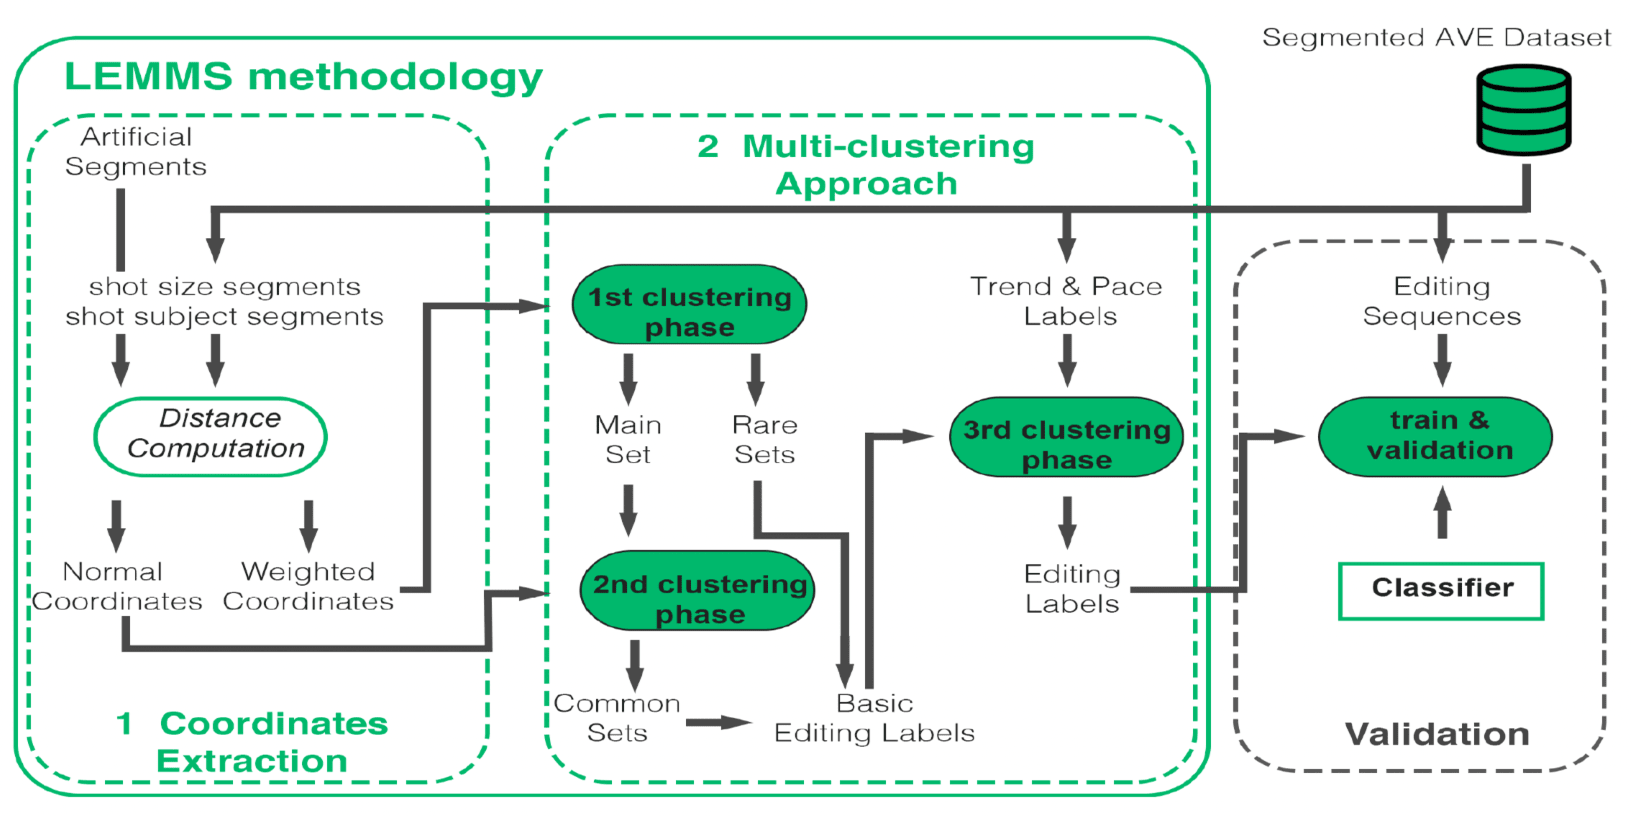 Segmented AVE Dataset
LEMMS methodology
Artificial
Segments
shot size segments
shot subject segments
Distance
Computation
Normal
Coordinates
Weighted
Coordinates
1 Coordinates
Extraction
2 Multi-clustering
Approach
1st clustering
phase
Main
Set
Rare
Sets
2nd clustering
phase
Common
Sets
Basic
Editing Labels
Trend & Pace
Labels
3rd clustering
phase
Editing
Labels
Editing
Sequences
train &
validation
Classifier
Validation